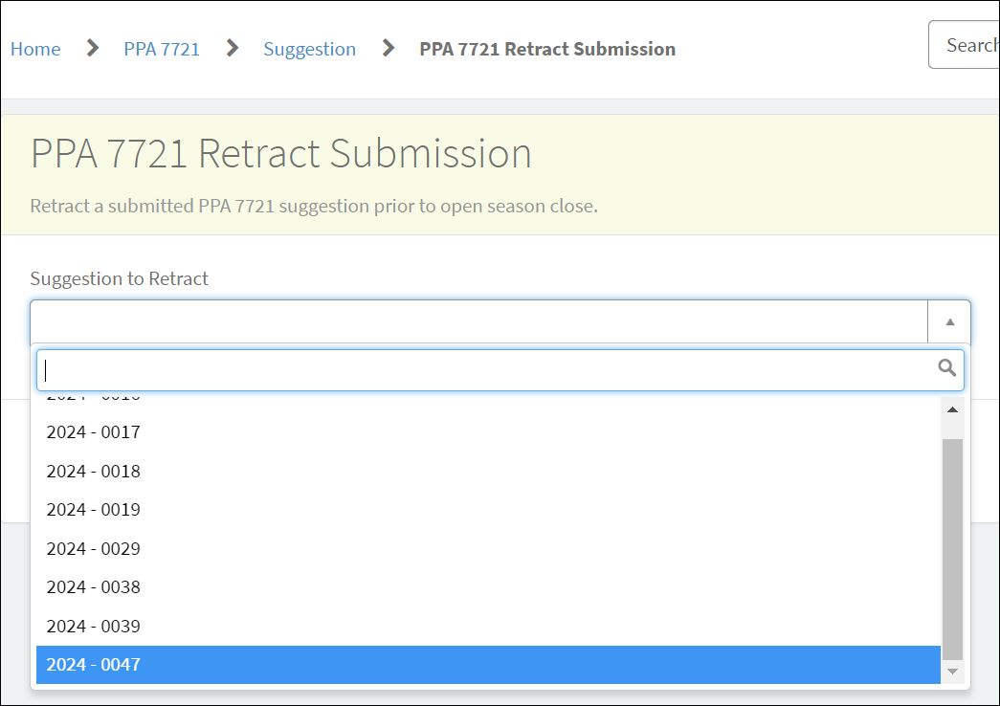 Home > PPA 7721 > Suggestion > PPA 7721 Retract Submission
Search
PPA 7721 Retract Submission
Retract a submitted PPA 7721 suggestion prior to open season close.
Suggestion to Retract
2024 - 0017
2024 - 0018
2024 - 0019
2024 - 0029
2024 - 0038
2024 - 0039
2024 - 0047